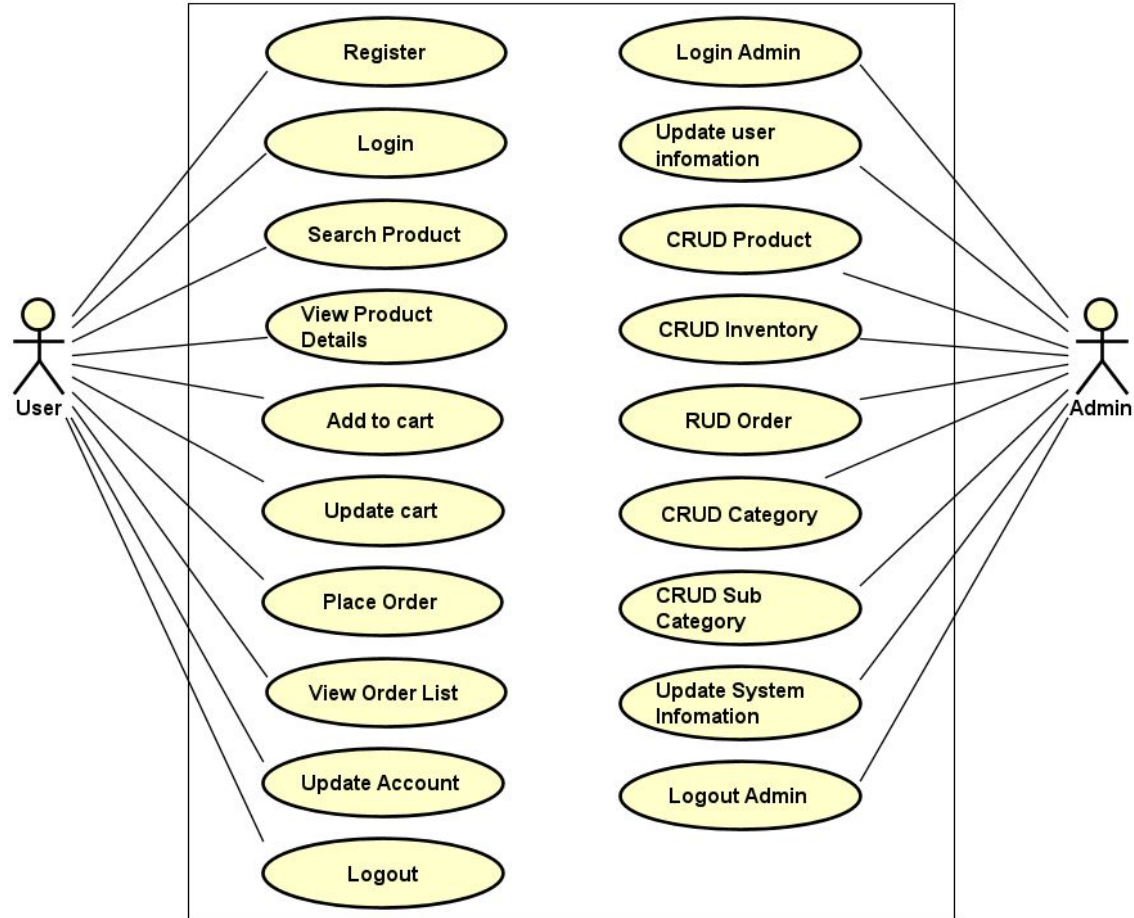 Register
Login
Search Product
View Product
Details
Add to cart
Update cart
Place Order
View Order List
Update Account
Logout
User
Login Admin
Update user
infomation
CRUD Product
CRUD Inventory
RUD Order
CRUD Category
CRUD Sub
Category
Update System
Infomation
Logout Admin
Admin